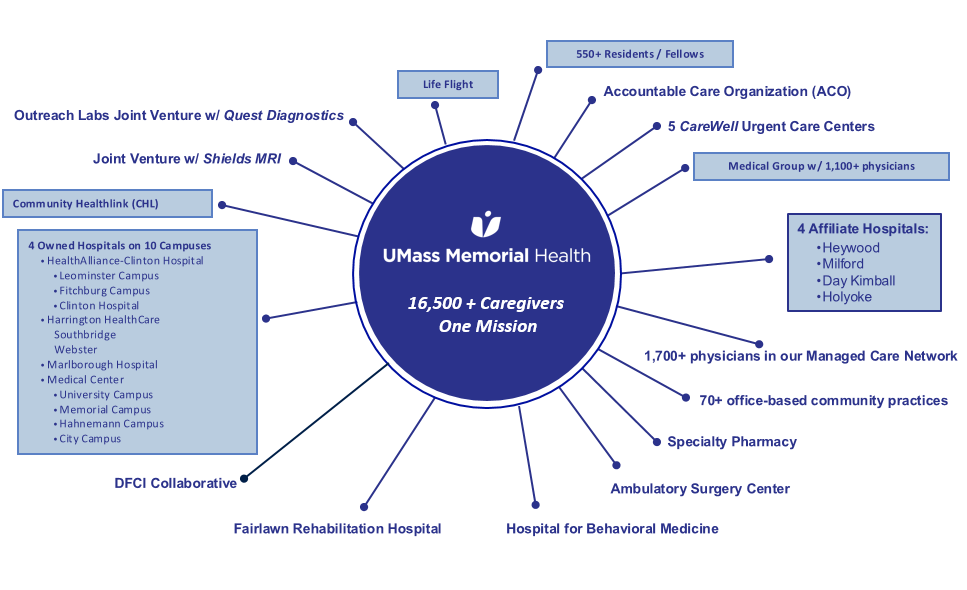 550+ Residents / Fellows
Life Flight
Accountable Care Organization (ACO)
Outreach Labs Joint Venture w/ Quest Diagnostics
5 CareWell Urgent Care Centers
Joint Venture w/ Shields MRI
Medical Group w/ 1,100+ physicians
Community Healthlink (CHL)
4 Owned Hospitals on 10 Campuses
• HealthAlliance-Clinton Hospital
• Leominster Campus
• Fitchburg Campus
• Clinton Hospital
• Harrington HealthCare
Southbridge
Webster
• Marlborough Hospital
• Medical Center
• University Campus
• Memorial Campus
• Hahnemann Campus
• City Campus
UMass Memorial Health
16,500 + Caregivers
One Mission
4 Affiliate Hospitals:
•Heywood
•Milford
•Day Kimball
•Holyoke
1,700+ physicians in our Managed Care Network
70+ office-based community practices
Specialty Pharmacy
Ambulatory Surgery Center
DFCI Collaborative
Fairlawn Rehabilitation Hospital
Hospital for Behavioral Medicine